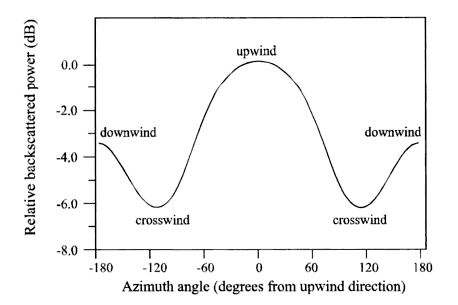 Relative backscattered power (dB)
0.0
-2.0
-4.0
-6.0
-8.0
upwind
downwind
downwind
crosswind
crosswind
-180
-120
-60
0
60
120
180
Azimuth angle (degrees from upwind direction)